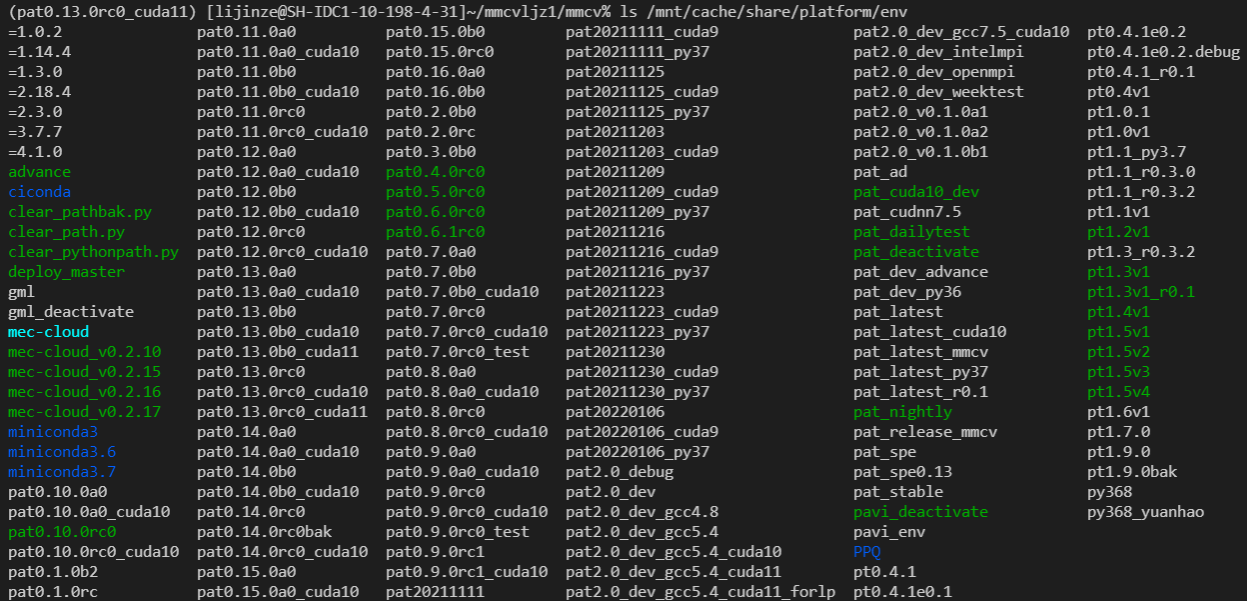 (pat0.13.0rc0_cuda11) [lijinze@SH-IDC1-10-198-4-31]~/mmcvljz1/mmcv% ls /mnt/cache/share/platform/env
=1.0.2 pat0.11.0a0 pat0.15.0b0 pat20211111_cuda9 pat2.0_dev_gcc7.5_cuda10 pt0.4.1e0.2
=1.14.4 pat0.11.0a0_cuda10 pat0.15.0rc0 pat20211111_py37 pat2.0_dev_intelmpi pt0.4.1e0.2.debug
=1.3.0 pat0.11.0b0 pat0.16.0a0 pat20211125 pat2.0_dev_openmpi pt0.4.1_r0.1
=2.18.4 pat0.11.0b0_cuda10 pat0.16.0b0 pat20211125_cuda9 pat2.0_dev_weektest pt0.4v1
=2.3.0 pat0.11.0rc0 pat0.2.0b0 pat20211125_py37 pat2.0_v0.1.0a1 pt1.0.1
=3.7.7 pat0.11.0rc0_cuda10 pat0.2.0rc pat20211203 pat2.0_v0.1.0a2 pt1.0v1
=4.1.0 pat0.12.0a0 pat0.3.0b0 pat20211203_cuda9 pat2.0_v0.1.0b1 pt1.1_py3.7
advance pat0.12.0a0_cuda10 pat0.4.0rc0 pat20211209 pat_ad pt1.1_r0.3.0
ciconda pat0.12.0b0 pat0.5.0rc0 pat20211209_cuda9 pat_cuda10_dev pt1.1_r0.3.2
clear_pathbak.py pat0.12.0b0_cuda10 pat0.6.0rc0 pat20211209_py37 pat_cudnn7.5 pt1.1v1
clear_path.py pat0.12.0rc0 pat0.6.1rc0 pat20211216 pat_dailytest pt1.2v1
clear_pythonpath.py pat0.12.0rc0_cuda10 pat0.7.0a0 pat20211216_cuda9 pat_deactivate pt1.3_r0.3.2
deploy_master pat0.13.0a0 pat0.7.0b0 pat20211216_py37 pat_dev_advance pt1.3v1
gml pat0.13.0a0_cuda10 pat0.7.0b0_cuda10 pat20211223 pat_dev_py36 pt1.3v1_r0.1
gml_deactivate pat0.13.0b0 pat0.7.0rc0 pat20211223_cuda9 pat_latest pt1.4v1
mec-cloud pat0.13.0b0_cuda10 pat0.7.0rc0_cuda10 pat20211223_py37 pat_latest_cuda10 pt1.5v1
mec-cloud_v0.2.10 pat0.13.0b0_cuda11 pat0.7.0rc0_test pat20211230 pat_latest_mmcv pt1.5v2
mec-cloud_v0.2.15 pat0.13.0rc0 pat0.8.0a0 pat20211230_cuda9 pat_latest_py37 pt1.5v3
mec-cloud_v0.2.16 pat0.13.0rc0_cuda10 pat0.8.0a0_cuda10 pat20211230_py37 pat_latest_r0.1 pt1.5v4
mec-cloud_v0.2.17 pat0.13.0rc0_cuda11 pat0.8.0rc0 pat20220106 pat_nightly pt1.6v1
miniconda3 pat0.14.0a0 pat0.8.0rc0_cuda10 pat20220106_cuda9 pat_release_mmcv pt1.7.0
miniconda3.6 pat0.14.0a0_cuda10 pat0.9.0a0 pat20220106_py37 pat_spe pt1.9.0
miniconda3.7 pat0.14.0b0 pat0.9.0a0_cuda10 pat2.0_debug pat_spe0.13 pt1.9.0bak
pat0.10.0a0 pat0.14.0b0_cuda10 pat0.9.0rc0 pat2.0_dev pat_stable py368
pat0.10.0a0_cuda10 pat0.14.0rc0 pat0.9.0rc0_cuda10 pat2.0_dev_gcc4.8 pavi_deactivate py368_yuanhao
pat0.10.0rc0 pat0.14.0rc0bak pat0.9.0rc0_test pat2.0_dev_gcc5.4 pavi_env
pat0.10.0rc0_cuda10 pat0.14.0rc0_cuda10 pat0.9.0rc1 pat2.0_dev_gcc5.4_cuda10 PPQ
pat0.1.0b2 pat0.15.0a0 pat0.9.0rc1_cuda10 pat2.0_dev_gcc5.4_cuda11 pt0.4.1
pat0.1.0rc pat0.15.0a0_cuda10 pat20211111 pat2.0_dev_gcc5.4_cuda11_forlp pt0.4.1e0.1